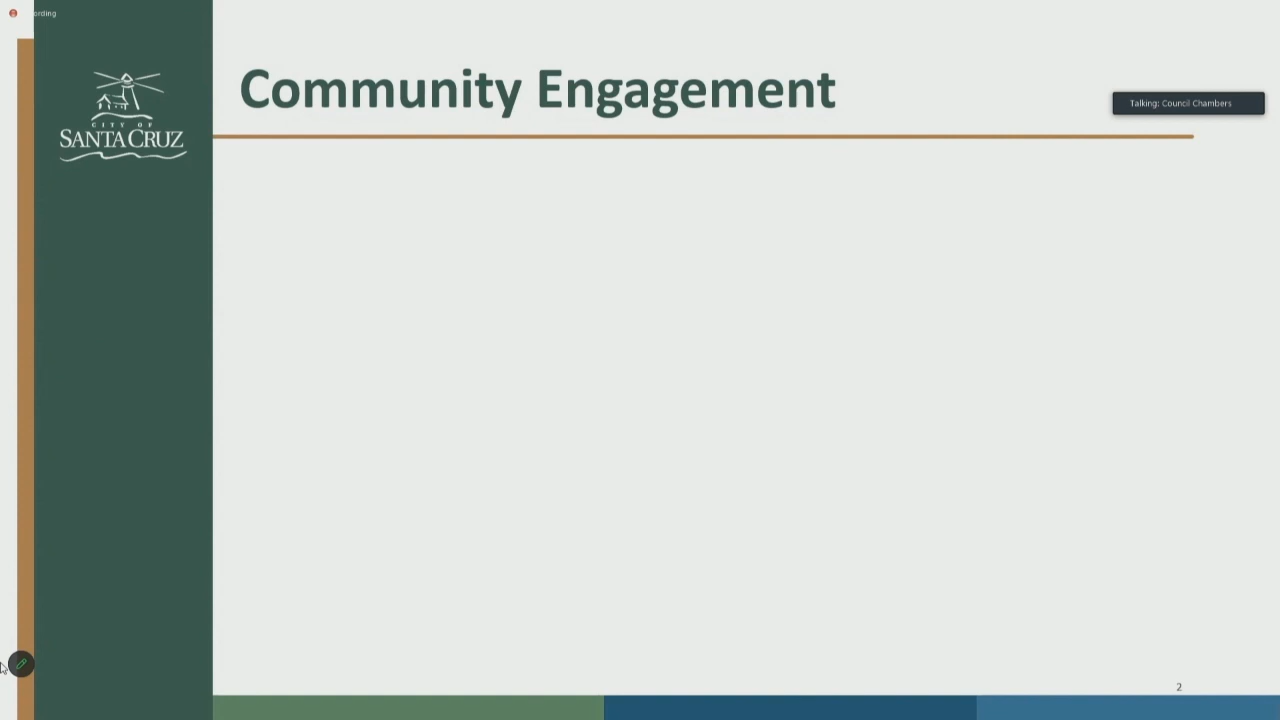 Community Engagement
Talking: Council Chambers
CITY OF
SANTA CRUZ
2